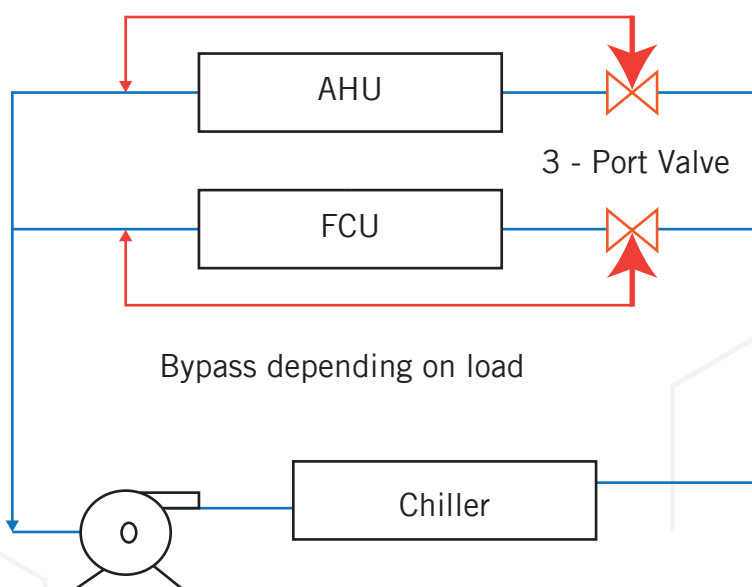 AHU
3 - Port Valve
FCU
Bypass depending on load
Chiller